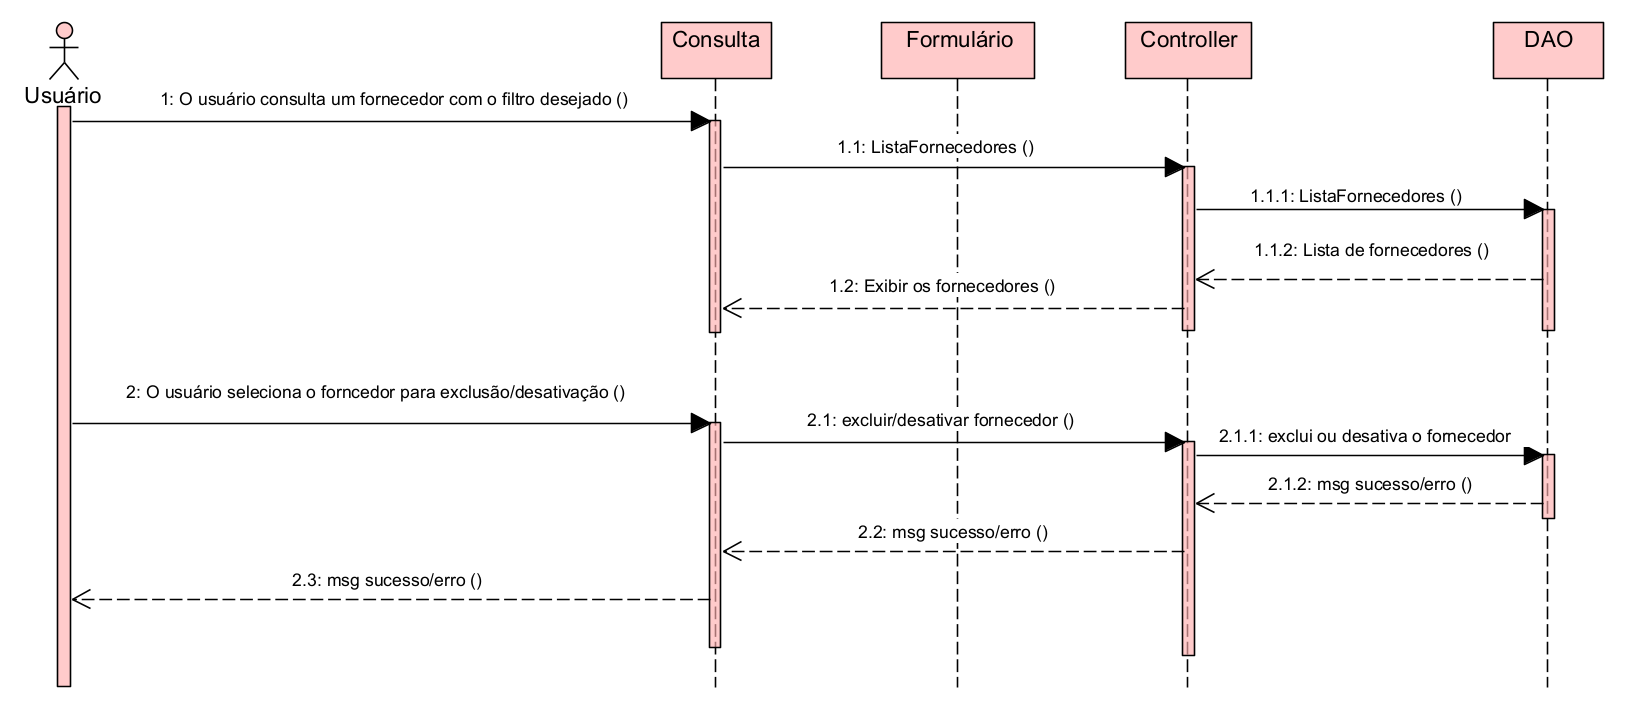 Usuário
Consulta
Formulário
Controller
DAO
1: O usuário consulta um fornecedor com o filtro desejado ()
1.1: ListaFornecedores ()
1.1.1: ListaFornecedores ()
1.1.2: Lista de fornecedores ()
1.2: Exibir os fornecedores ()
2: O usuário seleciona o forncedor para exclusão/desativação ()
2.1: excluir/desativar fornecedor ()
2.1.1: exclui ou desativa o fornecedor
2.1.2: msg sucesso/erro ()
2.2: msg sucesso/erro ()
2.3: msg sucesso/erro ()